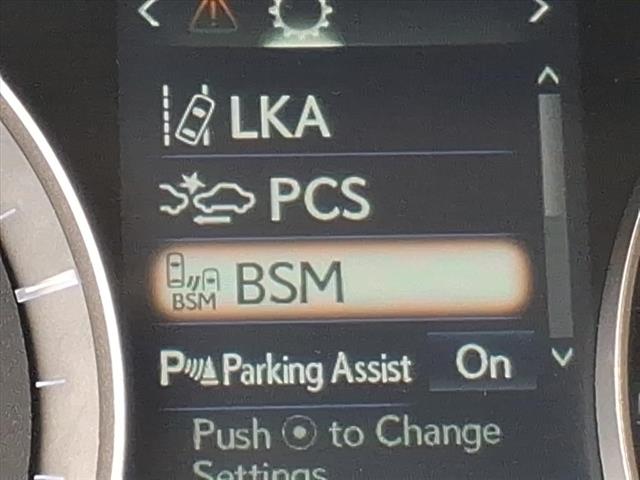 LKA
PCS
BSM BSM
Parking Assist On
Push to Change
Settings